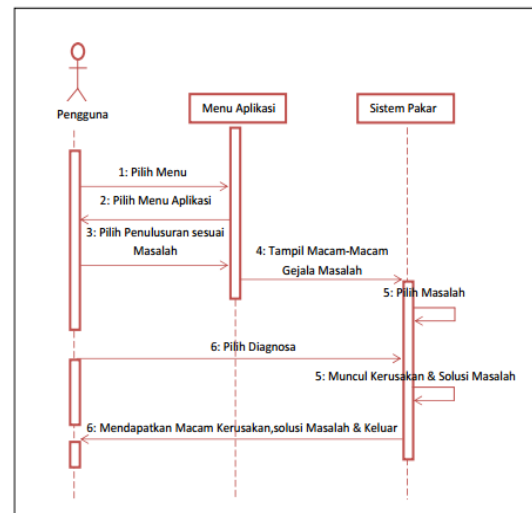 Pengguna
Menu Aplikasi
Sistem Pakar
1: Pilih Menu
2: Pilih Menu Aplikasi
3: Pilih Penulusuran sesuai
Masalah
4: Tampil Macam-Macam
Gejala Masalah
5: Pilih Masalah
6: Pilih Diagnosa
5: Muncul Kerusakan & Solusi Masalah
6: Mendapatkan Macam Kerusakan,solusi Masalah & Keluar